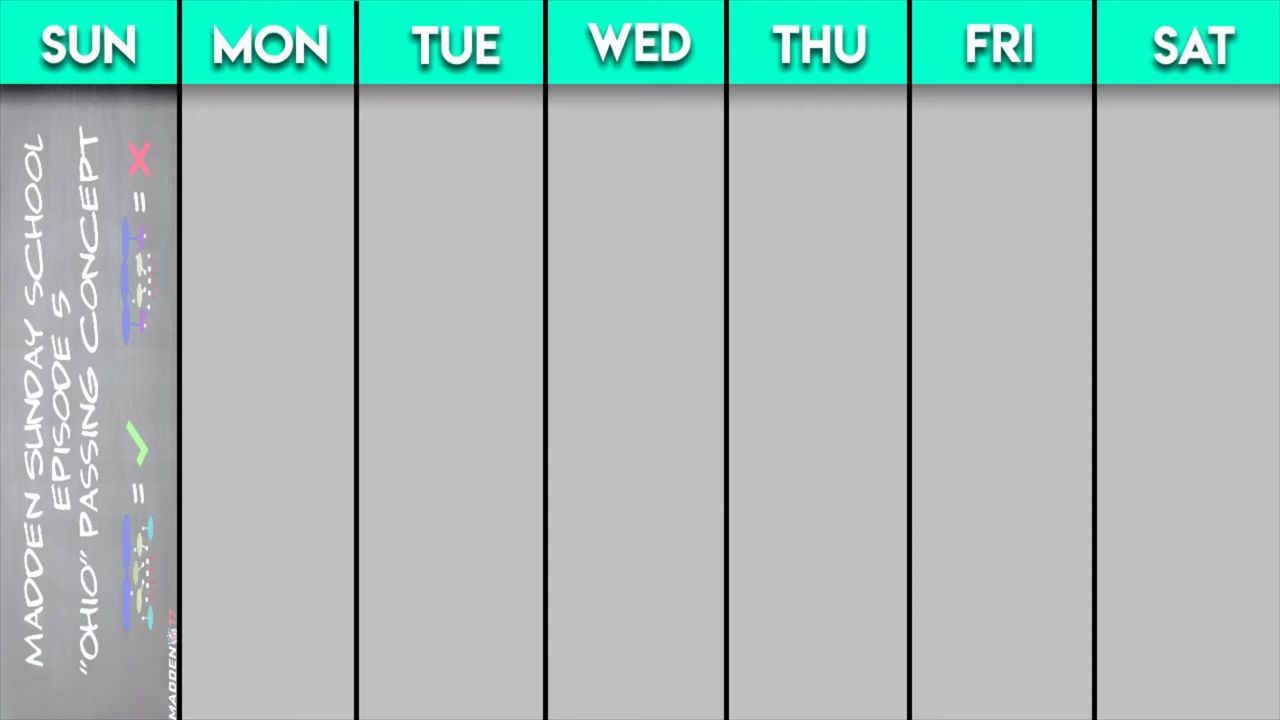 SUN
MON
TUE
WED
THU
FRI
SAT
MADDEN SUNDAY SCHOOL
EPISODE 5
"OHIO" PASSING CONCEPT
= ✓
= X
MADDEN